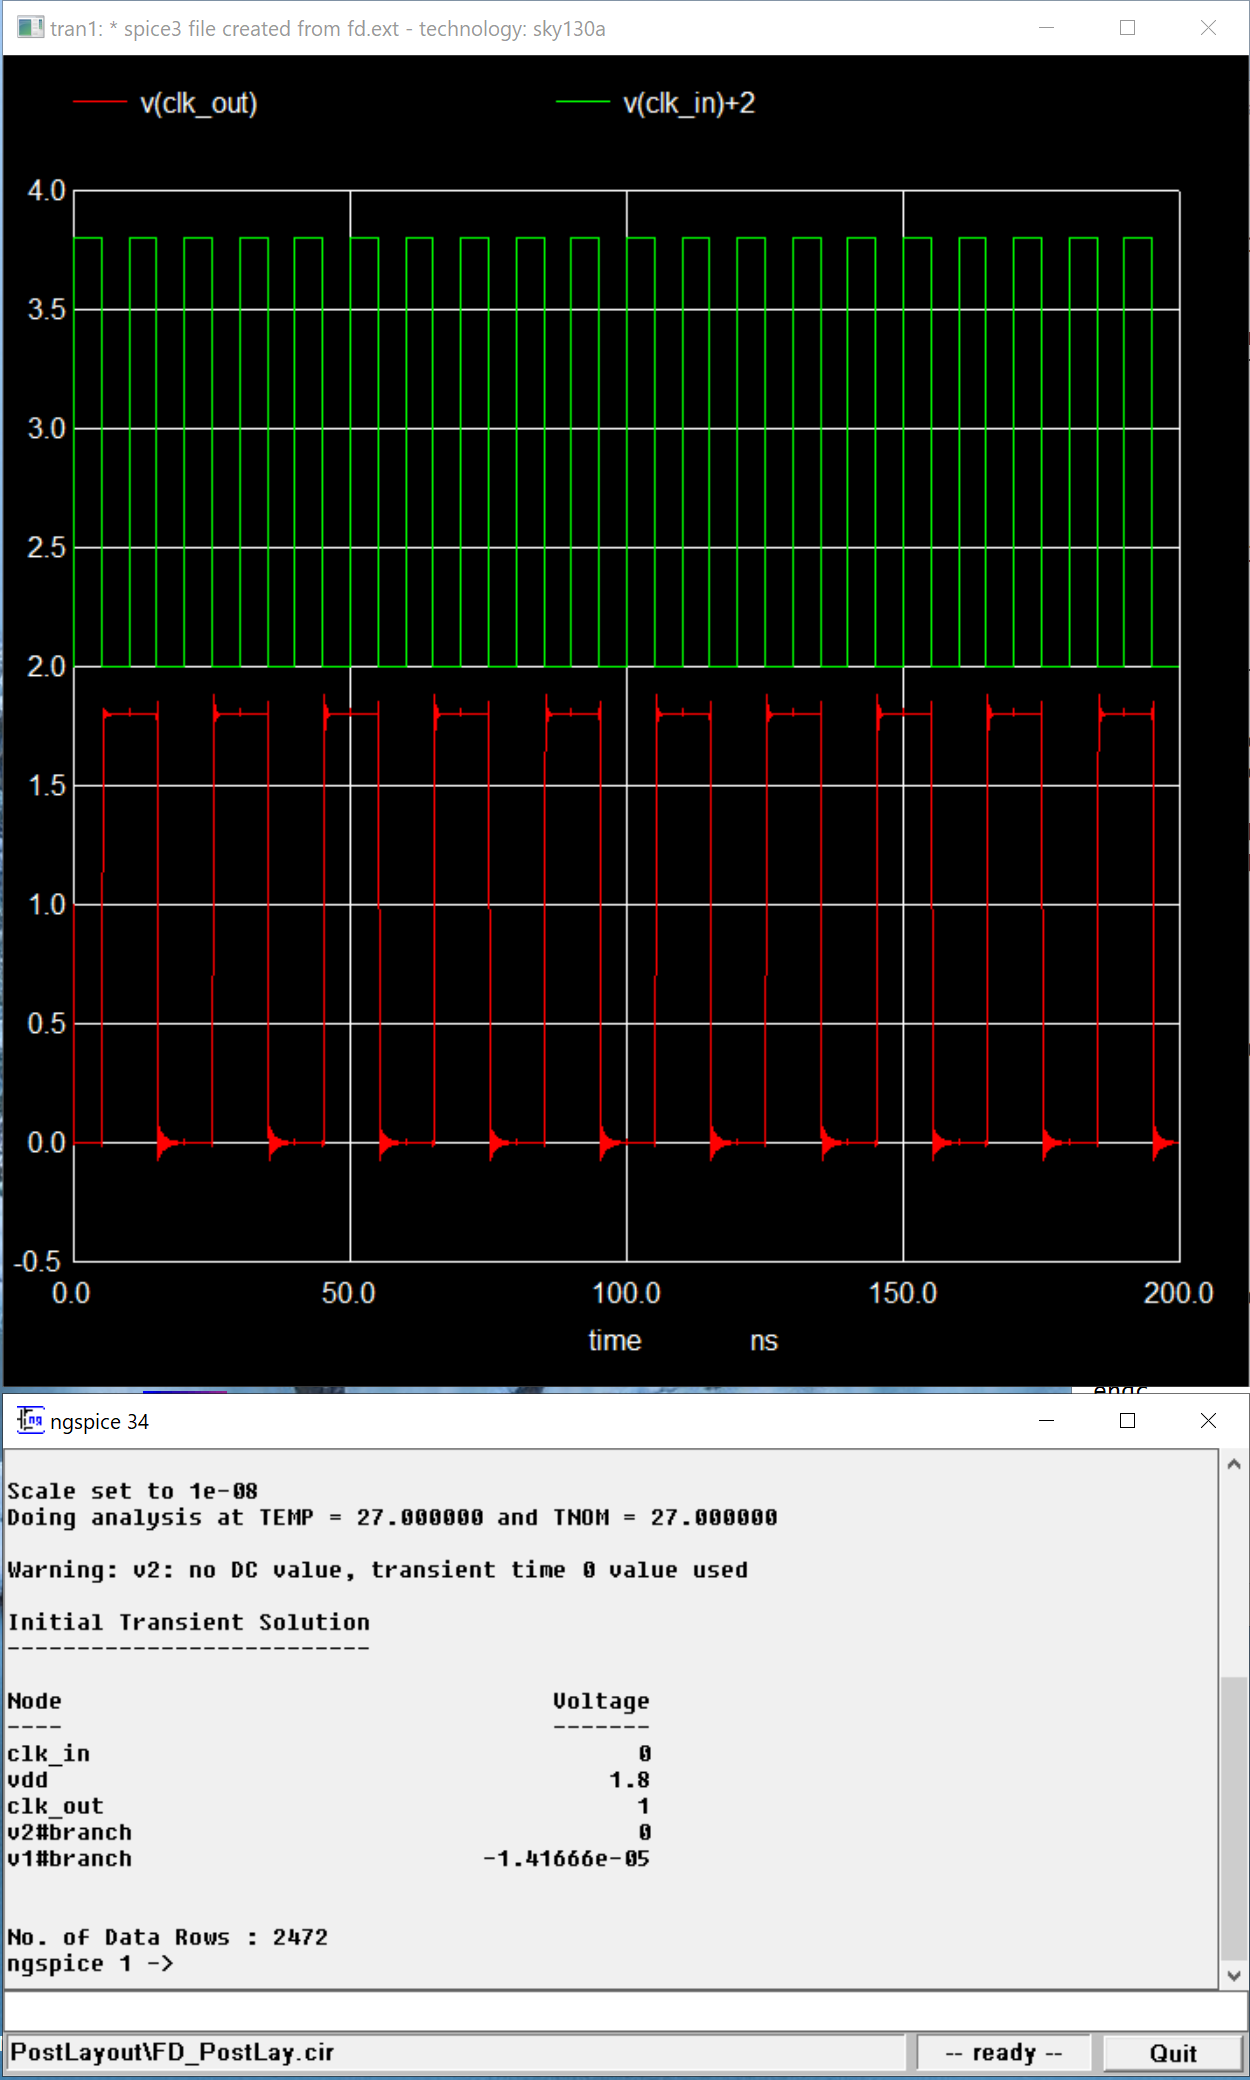 tran1: * spice3 file created from fd.ext - technology: sky130a
v(clk_out) v(clk_in)+2
4.0
3.5
3.0
2.5
2.0
1.5
1.0
0.5
0.0
-0.5
0.0 50.0 100.0 150.0 200.0
time ns
ngspice 34
Scale set to 1e-08
Doing analysis at TEMP = 27.000000 and TNOM = 27.000000
Warning: v2: no DC value, transient time 0 value used
Initial Transient Solution
--------------------------
Node Voltage
---- -------
clk_in 0
vdd 1.8
clk_out 1
v2#branch 0
v1#branch -1.41666e-05
No. of Data Rows : 2472
ngspice 1 ->
PostLayout\FD_PostLay.cir -- ready -- Quit